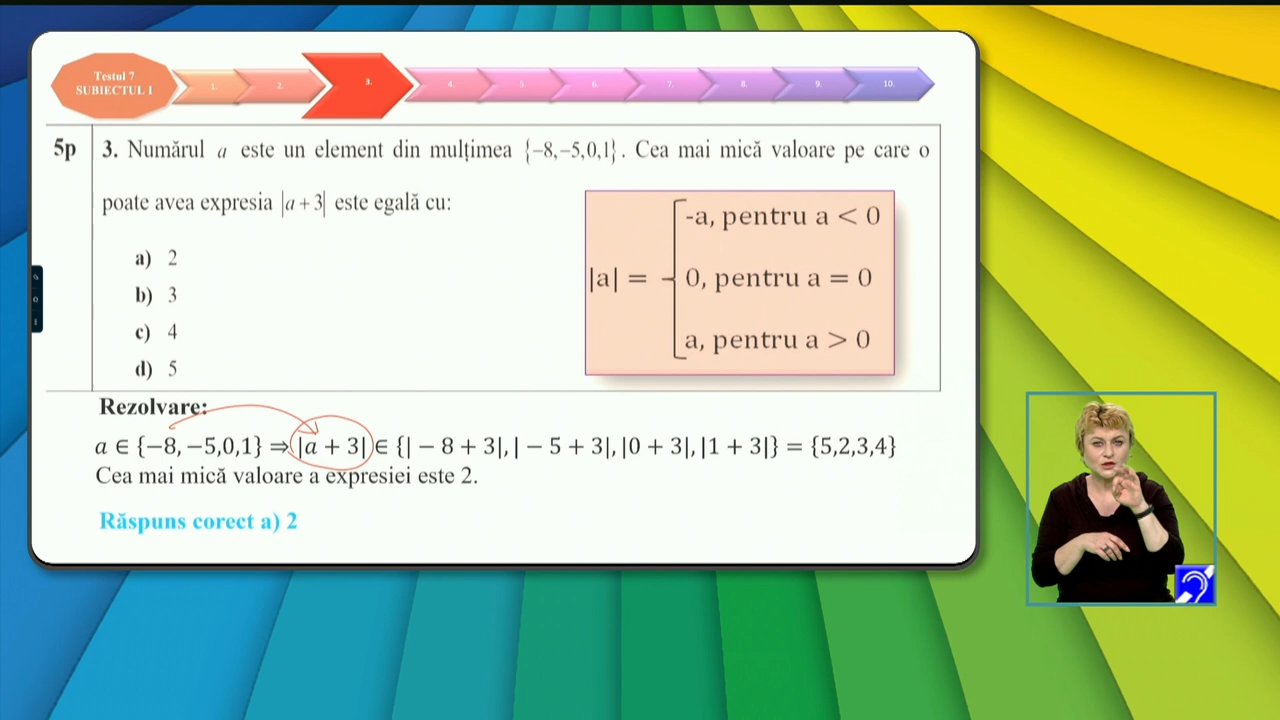 Testul 7
SUBIECTUL I
1.
2.
3.
4.
5.
6.
7.
8.
9.
10.
5p
3. Numărul a este un element din mulțimea {−8,−5,0,1}. Cea mai mică valoare pe care o
poate avea expresia |a+3| este egală cu:
a) 2
b) 3
c) 4
d) 5
|a| =
-a, pentru a < 0
0, pentru a = 0
a, pentru a > 0
Rezolvare:
a ∈ {−8, −5,0,1} ⇒ |a + 3| ∈ {| − 8 + 3|, | − 5 + 3|, |0 + 3|, |1 + 3|} = {5,2,3,4}
Cea mai mică valoare a expresiei este 2.
Răspuns corect a) 2